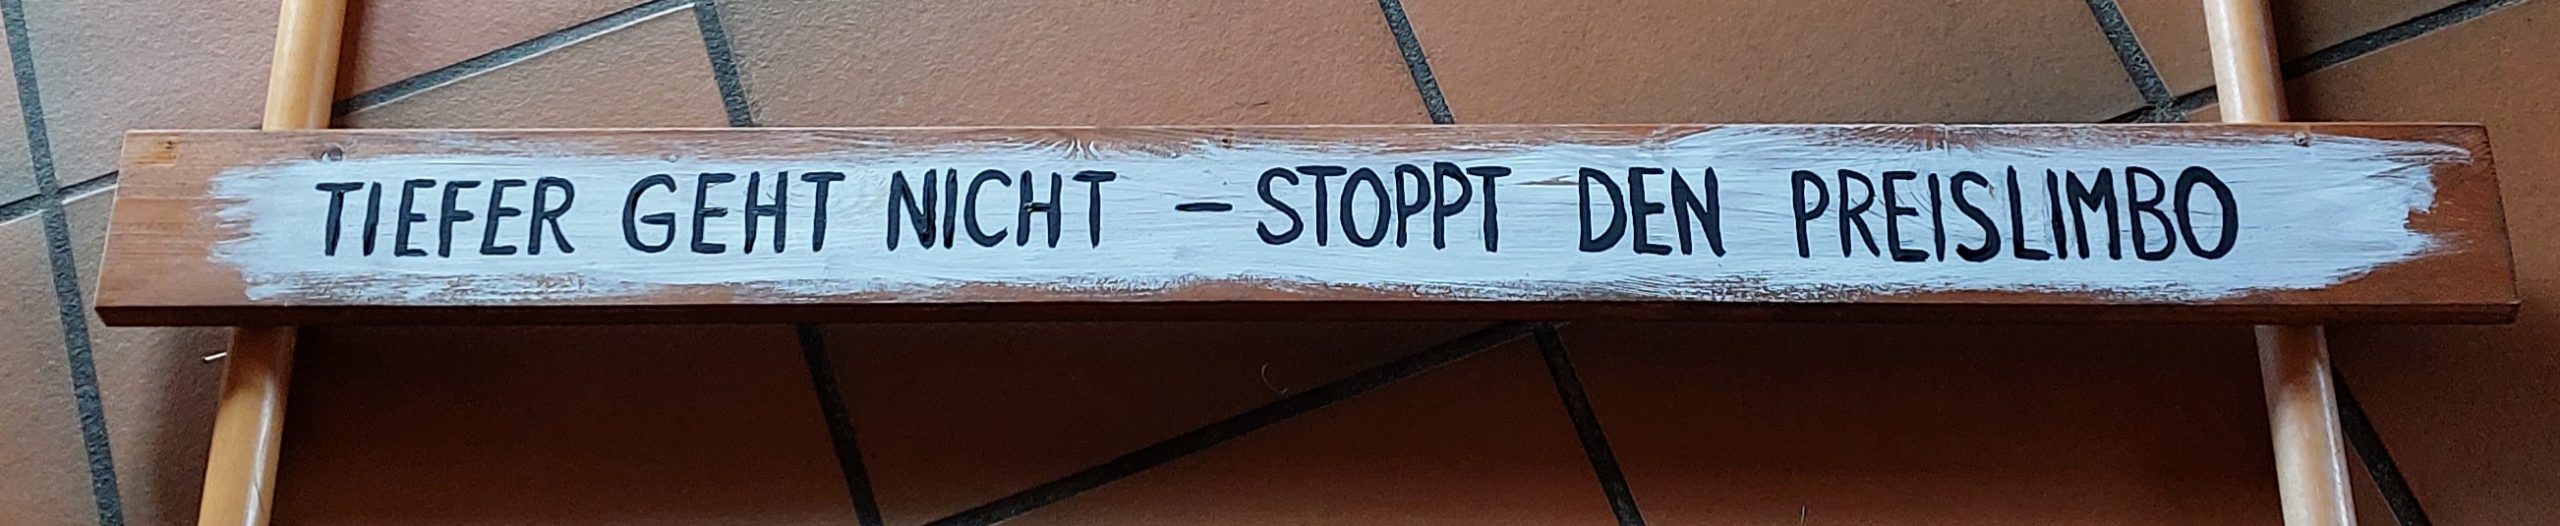 TIEFER GEHT NICHT – STOPPT DEN PREISLIMBO